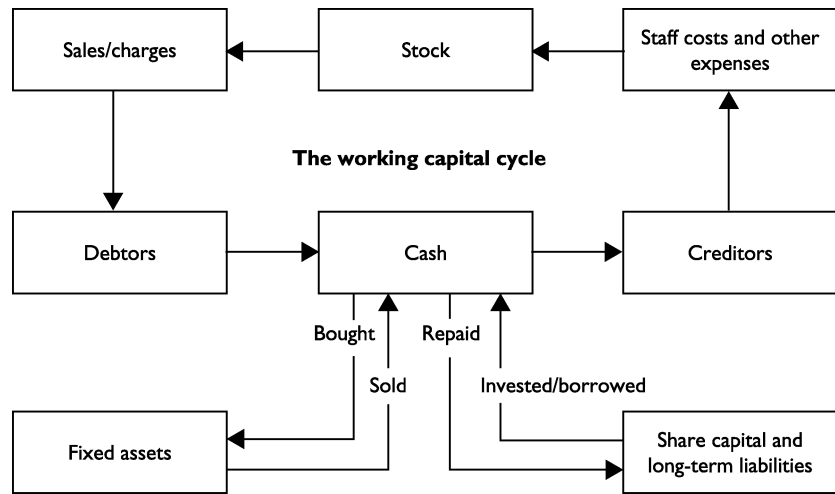 Sales/charges
Stock
Staff costs and other
expenses
The working capital cycle
Debtors
Cash
Creditors
Bought
Repaid
Sold
Invested/borrowed
Fixed assets
Share capital and
long-term liabilities